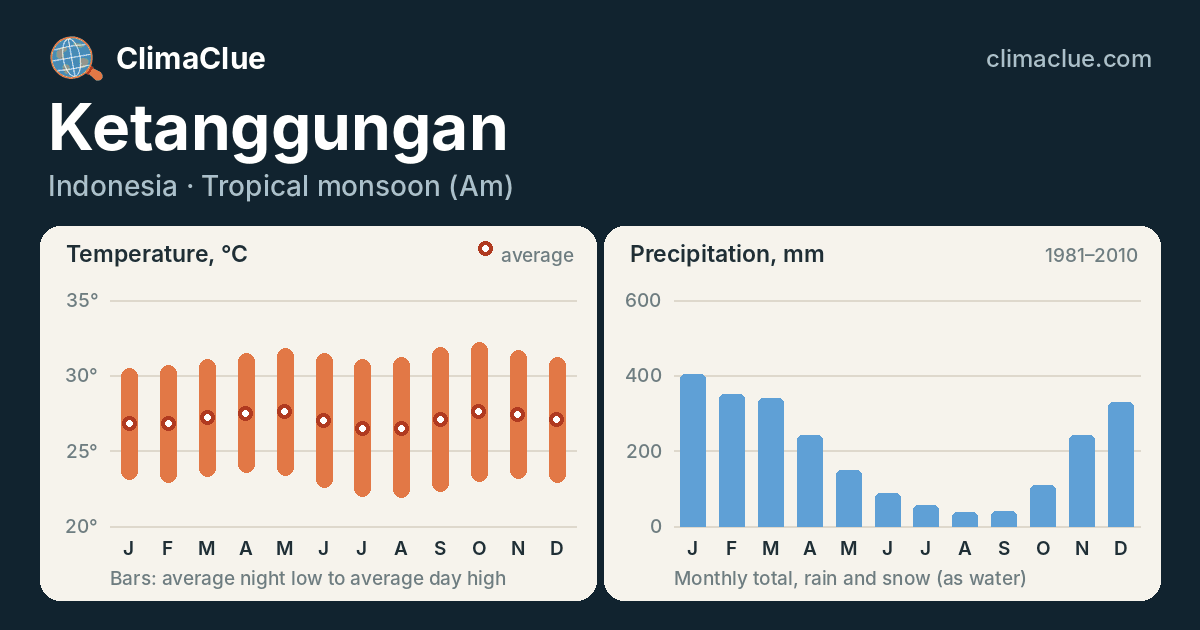 ClimaClue
climaclue.com
Ketanggungan
Indonesia · Tropical monsoon (Am)
Temperature, °C
average
35°
30°
25°
20°
J F M A M J J A S O N D
Bars: average night low to average day high
Precipitation, mm
1981–2010
600
400
200
0
J F M A M J J A S O N D
Monthly total, rain and snow (as water)